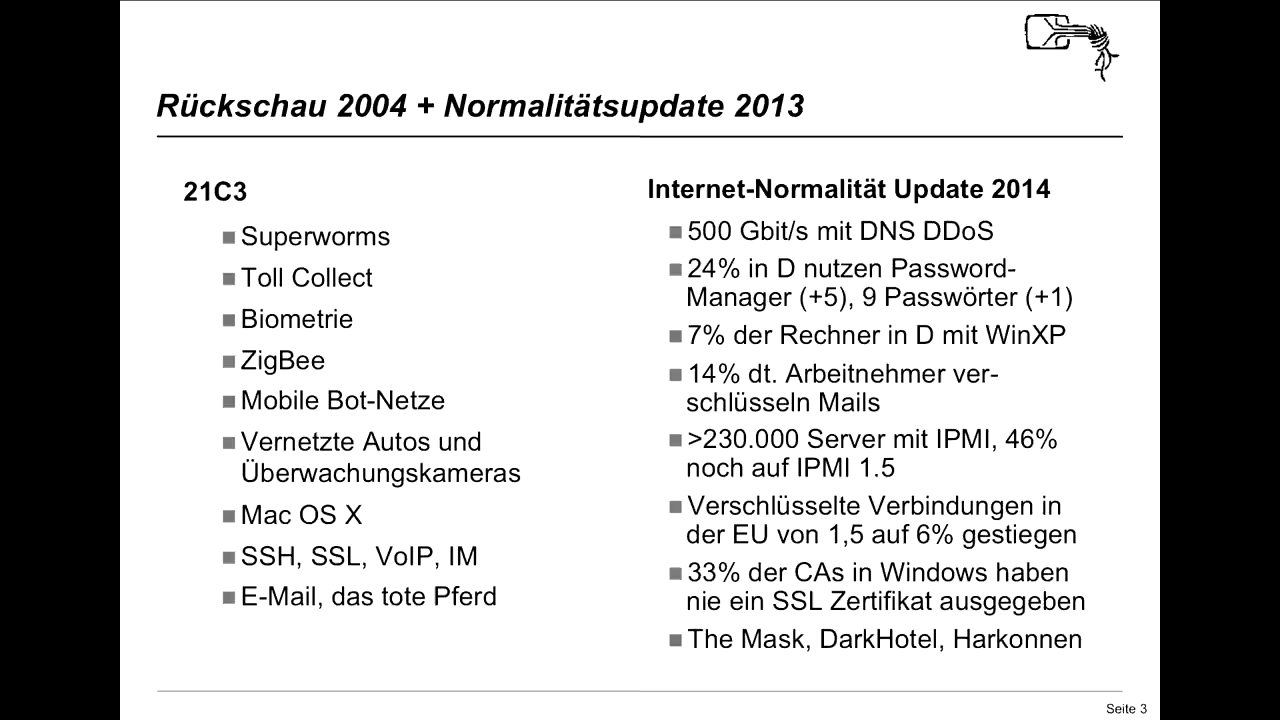 Rückschau 2004 + Normalitätsupdate 2013
21C3
Superworms
Toll Collect
Biometrie
ZigBee
Mobile Bot-Netze
Vernetzte Autos und
Überwachungskameras
Mac OS X
SSH, SSL, VoIP, IM
E-Mail, das tote Pferd
Internet-Normalität Update 2014
500 Gbit/s mit DNS DDoS
24% in D nutzen Password-
Manager (+5), 9 Passwörter (+1)
7% der Rechner in D mit WinXP
14% dt. Arbeitnehmer ver-
schlüsseln Mails
>230.000 Server mit IPMI, 46%
noch auf IPMI 1.5
Verschlüsselte Verbindungen in
der EU von 1,5 auf 6% gestiegen
33% der CAs in Windows haben
nie ein SSL Zertifikat ausgegeben
The Mask, DarkHotel, Harkonnen
Seite 3